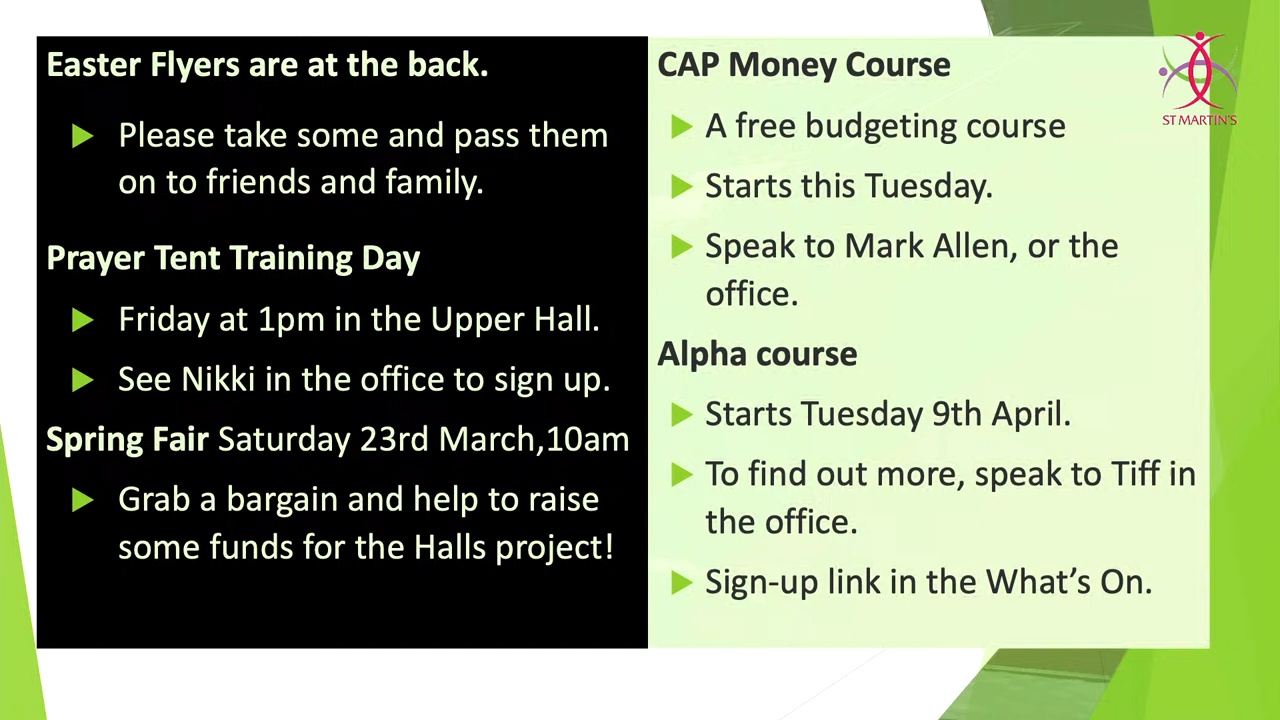 Easter Flyers are at the back.
Please take some and pass them
on to friends and family.
Prayer Tent Training Day
Friday at 1pm in the Upper Hall.
See Nikki in the office to sign up.
Spring Fair Saturday 23rd March,10am
Grab a bargain and help to raise
some funds for the Halls project!
CAP Money Course
A free budgeting course
Starts this Tuesday.
Speak to Mark Allen, or the
office.
Alpha course
Starts Tuesday 9th April.
To find out more, speak to Tiff in
the office.
Sign-up link in the What’s On.
ST MARTIN'S